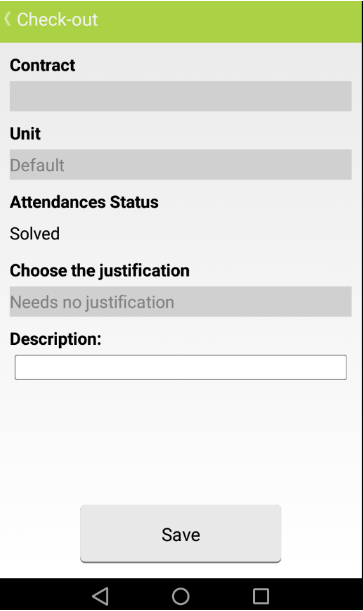 Check-out
Contract
Unit
Default
Attendances Status
Solved
Choose the justification
Needs no justification
Description:
Save